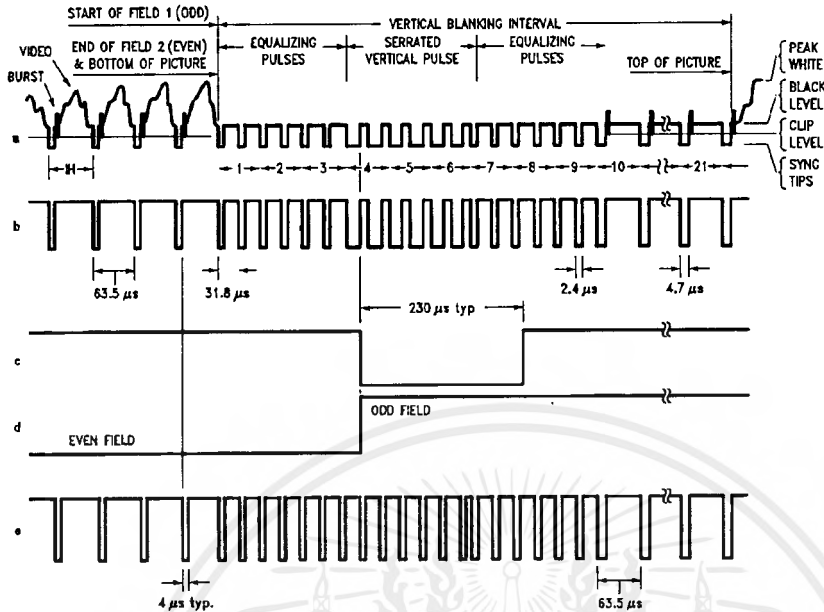 START OF FIELD 1 (ODD)
VERTICAL BLANKING INTERVAL
END OF FIELD 2 (EVEN)
& BOTTOM OF PICTURE
EQUALIZING
PULSES
SERRATED
VERTICAL PULSE
EQUALIZING
PULSES
TOP OF PICTURE
VIDEO
BURST
PEAK
WHITE
BLACK
LEVEL
CLIP
LEVEL
SYNC
TIPS
a
1H
1 2 3 4 5 6 7 8 9 10 21
b
63.5 µs
31.8 µs
2.4 µs
4.7 µs
230 µs typ
c
d
ODD FIELD
EVEN FIELD
e
4 µs typ.
63.5 µs